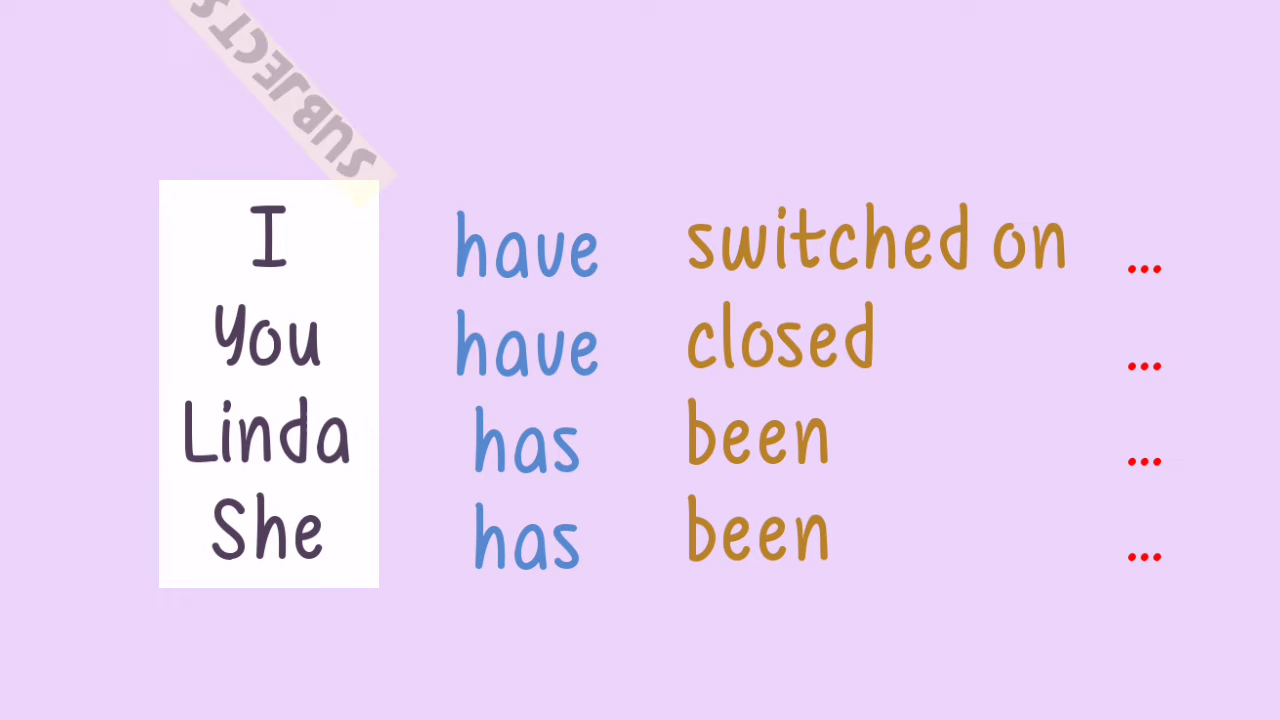 SUBJECTS
I have switched on ...
You have closed ...
Linda has been ...
She has been ...